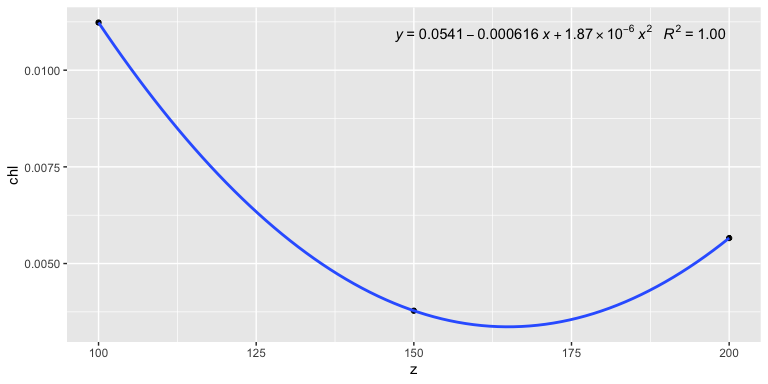 y = 0.0541 − 0.000616 x + 1.87 × 10⁻⁶ x²   R² = 1.00
0.0100
0.0075
0.0050
chl
100 125 150 175 200
z